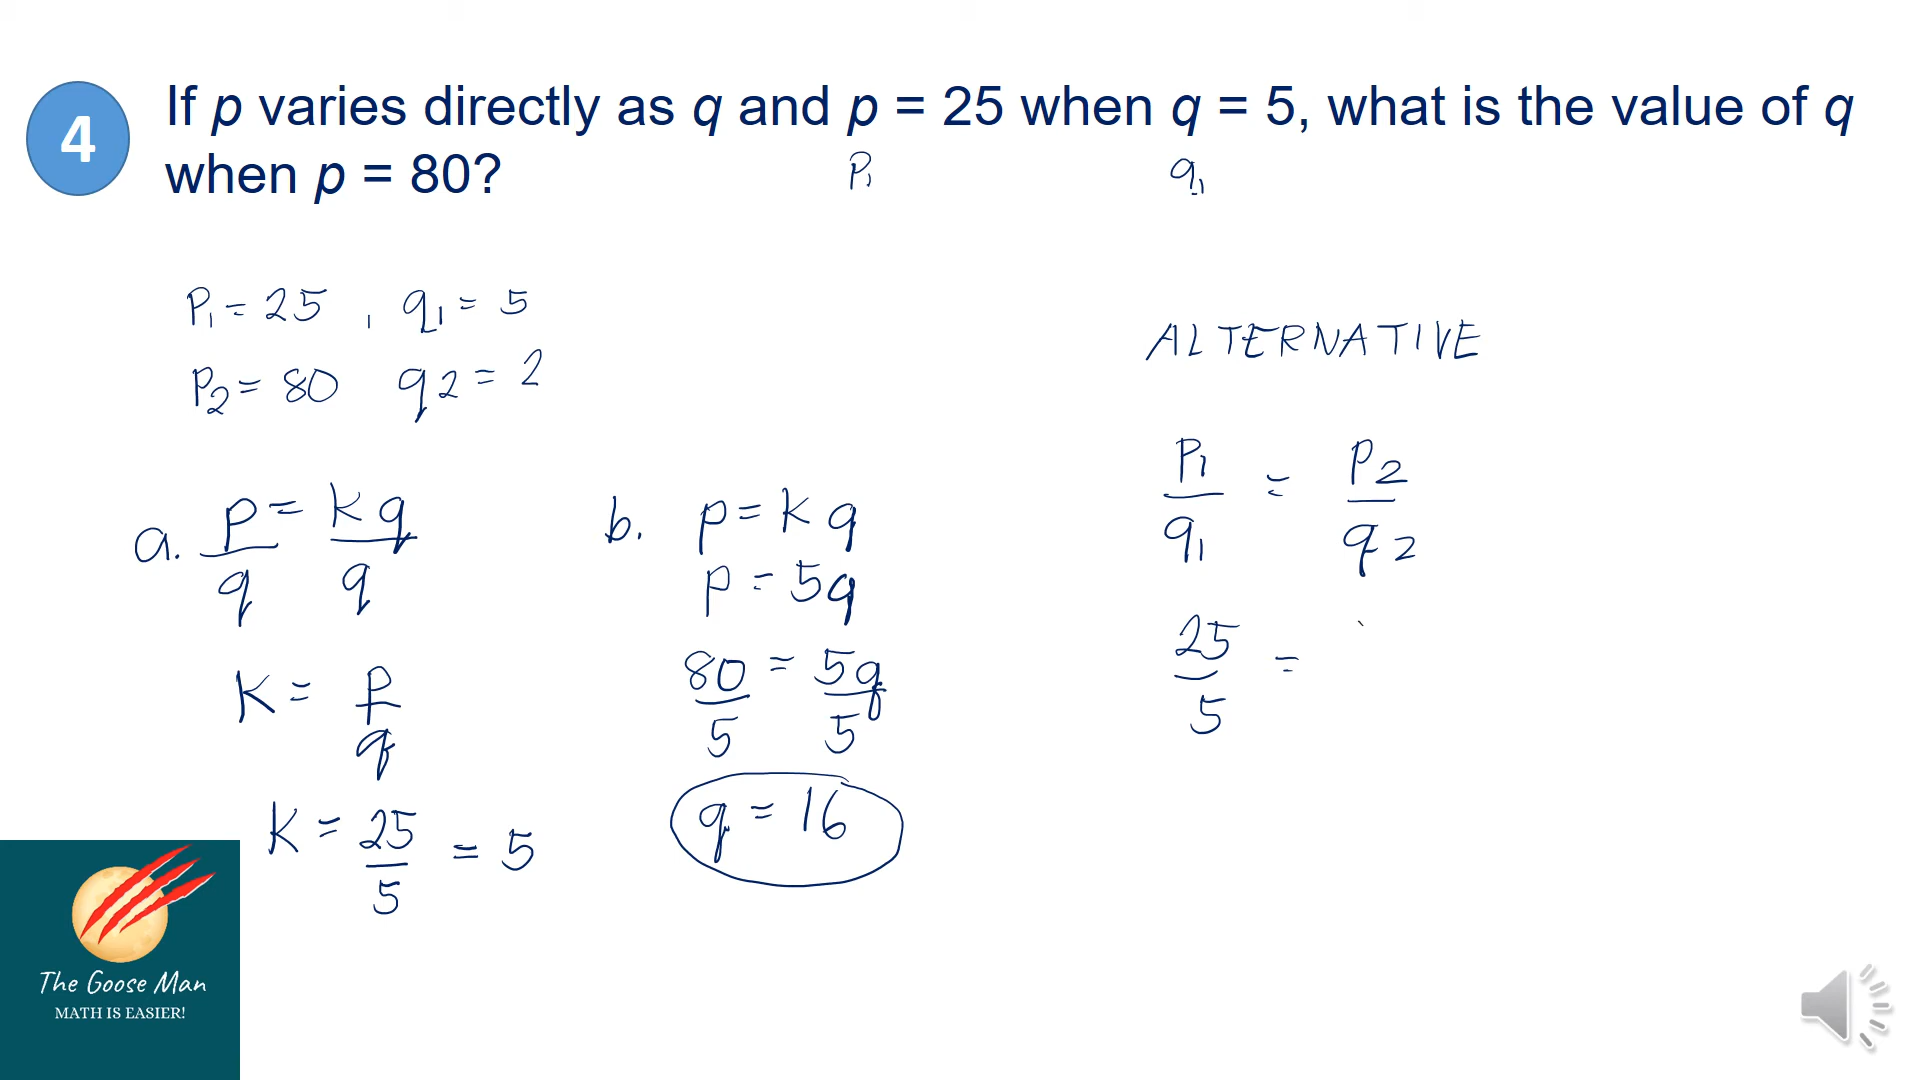 4
If p varies directly as q and p = 25 when q = 5, what is the value of q
when p = 80?
P1
q1
P1 = 25 , q1 = 5
P2 = 80 q2 = 2
a. p = kq
q q
K = p
q
K = 25 = 5
5
b. p = kq
p = 5q
80 = 5q
5 5
q = 16
ALTERNATIVE
P1 = P2
q1 q2
25 =
5
The Goose Man
MATH IS EASIER!